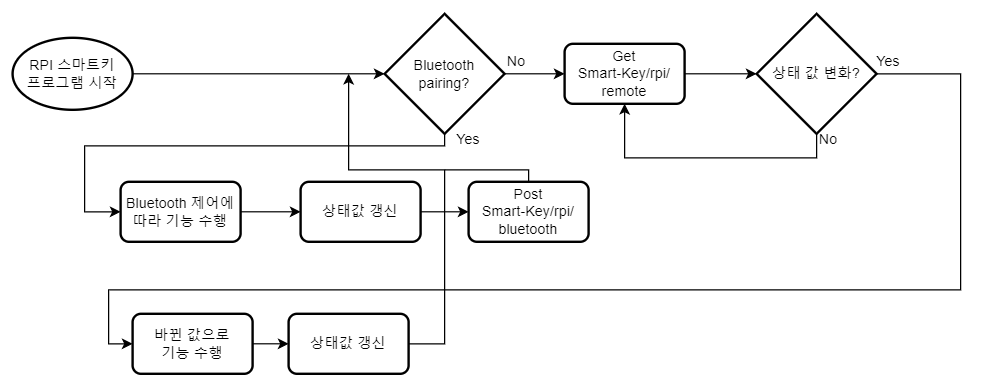 RPI 스마트키
프로그램 시작
Bluetooth
pairing?
No
Get
Smart-Key/rpi/
remote
상태 값 변화?
Yes
Yes
No
Bluetooth 제어에
따라 기능 수행
상태값 갱신
Post
Smart-Key/rpi/
bluetooth
바뀐 값으로
기능 수행
상태값 갱신